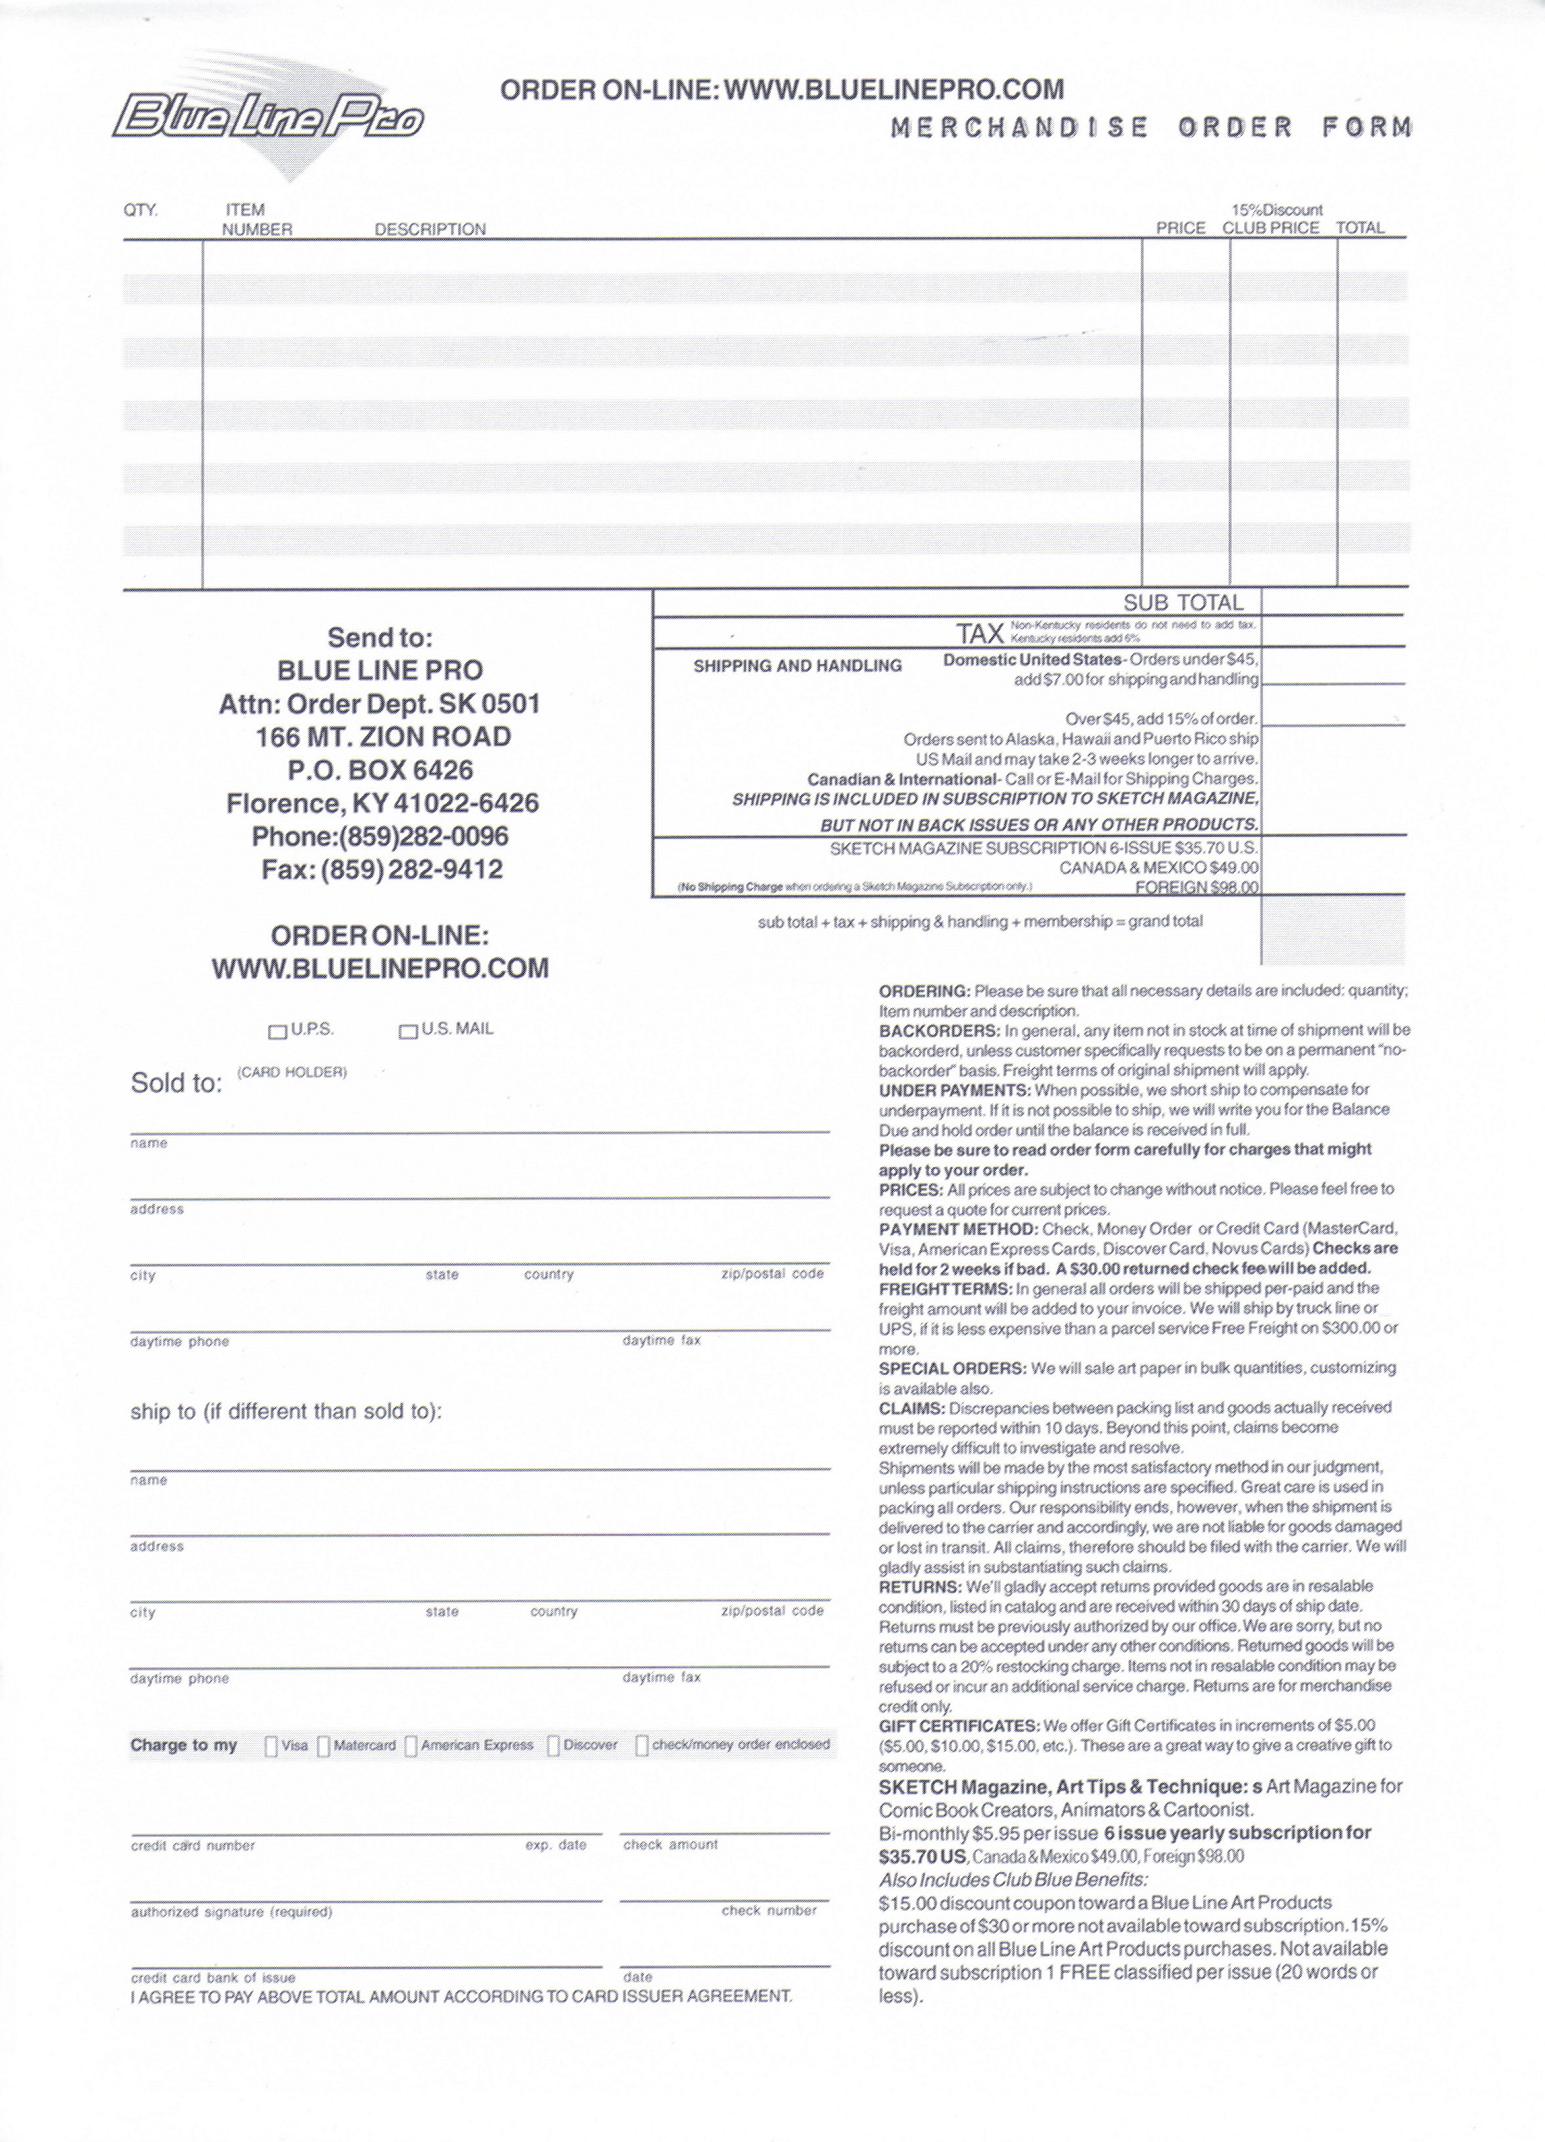 Blue Line Pro
ORDER ON-LINE: WWW.BLUELINEPRO.COM
MERCHANDISE ORDER FORM
QTY. ITEM NUMBER DESCRIPTION PRICE 15%Discount CLUB PRICE TOTAL
SUB TOTAL
TAX Non-Kentucky residents do not need to add tax.
Kentucky residents add 6%
SHIPPING AND HANDLING Domestic United States- Orders under $45,
add $7.00 for shipping and handling
Over $45, add 15% of order.
Orders sent to Alaska, Hawaii and Puerto Rico ship
US Mail and may take 2-3 weeks longer to arrive.
Canadian & International- Call or E-Mail for Shipping Charges.
SHIPPING IS INCLUDED IN SUBSCRIPTION TO SKETCH MAGAZINE,
BUT NOT IN BACK ISSUES OR ANY OTHER PRODUCTS.
SKETCH MAGAZINE SUBSCRIPTION 6-ISSUE $35.70 U.S.
CANADA & MEXICO $49.00
(No Shipping Charge when ordering a Sketch Magazine Subscription only.) FOREIGN $98.00
sub total + tax + shipping & handling + membership = grand total
Send to:
BLUE LINE PRO
Attn: Order Dept. SK 0501
166 MT. ZION ROAD
P.O. BOX 6426
Florence, KY 41022-6426
Phone:(859)282-0096
Fax: (859) 282-9412
ORDER ON-LINE:
WWW.BLUELINEPRO.COM
U.P.S. U.S. MAIL
Sold to: (CARD HOLDER)
name
address
city state country zip/postal code
daytime phone daytime fax
ship to (if different than sold to):
name
address
city state country zip/postal code
daytime phone daytime fax
Charge to my Visa Matercard American Express Discover check/money order enclosed
credit card number exp. date check amount
authorized signature (required) check number
credit card bank of issue date
I AGREE TO PAY ABOVE TOTAL AMOUNT ACCORDING TO CARD ISSUER AGREEMENT.
ORDERING: Please be sure that all necessary details are included: quantity;
Item number and description.
BACKORDERS: In general, any item not in stock at time of shipment will be
backorderd, unless customer specifically requests to be on a permanent "no-
backorder" basis. Freight terms of original shipment will apply.
UNDER PAYMENTS: When possible, we short ship to compensate for
underpayment. If it is not possible to ship, we will write you for the Balance
Due and hold order until the balance is received in full.
Please be sure to read order form carefully for charges that might
apply to your order.
PRICES: All prices are subject to change without notice. Please feel free to
request a quote for current prices.
PAYMENT METHOD: Check, Money Order or Credit Card (MasterCard,
Visa, American Express Cards, Discover Card, Novus Cards) Checks are
held for 2 weeks if bad. A $30.00 returned check fee will be added.
FREIGHT TERMS: In general all orders will be shipped per-paid and the
freight amount will be added to your invoice. We will ship by truck line or
UPS, if it is less expensive than a parcel service Free Freight on $300.00 or
more.
SPECIAL ORDERS: We will sale art paper in bulk quantities, customizing
is available also.
CLAIMS: Discrepancies between packing list and goods actually received
must be reported within 10 days. Beyond this point, claims become
extremely difficult to investigate and resolve.
Shipments will be made by the most satisfactory method in our judgment,
unless particular shipping instructions are specified. Great care is used in
packing all orders. Our responsibility ends, however, when the shipment is
delivered to the carrier and accordingly, we are not liable for goods damaged
or lost in transit. All claims, therefore should be filed with the carrier. We will
gladly assist in substantiating such claims.
RETURNS: We'll gladly accept returns provided goods are in resalable
condition, listed in catalog and are received within 30 days of ship date.
Returns must be previously authorized by our office. We are sorry, but no
returns can be accepted under any other conditions. Returned goods will be
subject to a 20% restocking charge. Items not in resalable condition may be
refused or incur an additional service charge. Returns are for merchandise
credit only.
GIFT CERTIFICATES: We offer Gift Certificates in increments of $5.00
($5.00, $10.00, $15.00, etc.). These are a great way to give a creative gift to
someone.
SKETCH Magazine, Art Tips & Technique: s Art Magazine for
Comic Book Creators, Animators & Cartoonist.
Bi-monthly $5.95 per issue 6 issue yearly subscription for
$35.70 US, Canada & Mexico $49.00, Foreign $98.00
Also Includes Club Blue Benefits:
$15.00 discount coupon toward a Blue Line Art Products
purchase of $30 or more not available toward subscription. 15%
discount on all Blue Line Art Products purchases. Not available
toward subscription 1 FREE classified per issue (20 words or
less).